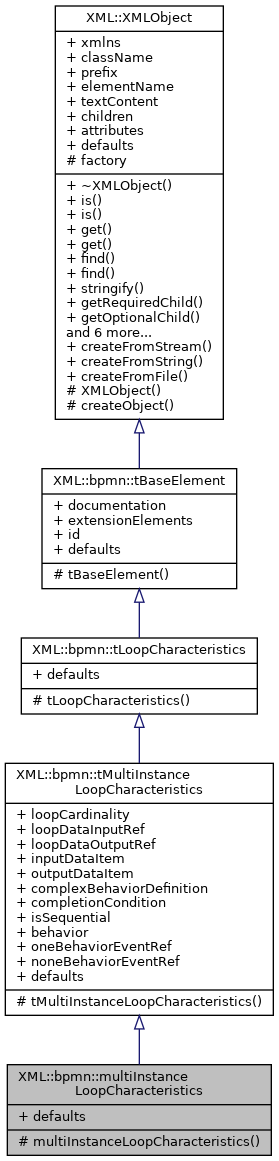 XML::XMLObject
+ xmlns
+ className
+ prefix
+ elementName
+ textContent
+ children
+ attributes
+ defaults
# factory
+ ~XMLObject()
+ is()
+ is()
+ get()
+ get()
+ find()
+ find()
+ stringify()
+ getRequiredChild()
+ getOptionalChild()
and 6 more...
+ createFromStream()
+ createFromString()
+ createFromFile()
# XMLObject()
# createObject()
XML::bpmn::tBaseElement
+ documentation
+ extensionElements
+ id
+ defaults
# tBaseElement()
XML::bpmn::tLoopCharacteristics
+ defaults
# tLoopCharacteristics()
XML::bpmn::tMultiInstance
LoopCharacteristics
+ loopCardinality
+ loopDataInputRef
+ loopDataOutputRef
+ inputDataItem
+ outputDataItem
+ complexBehaviorDefinition
+ completionCondition
+ isSequential
+ behavior
+ oneBehaviorEventRef
+ noneBehaviorEventRef
+ defaults
# tMultiInstanceLoopCharacteristics()
XML::bpmn::multiInstance
LoopCharacteristics
+ defaults
# multiInstanceLoopCharacteristics()